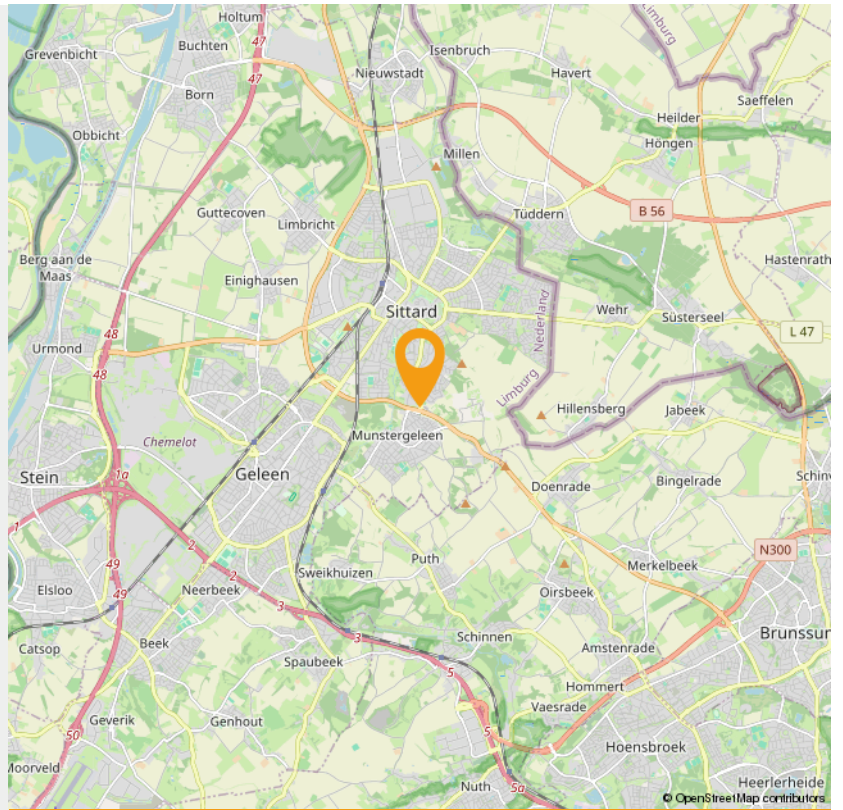 Holtum
47
Limburg
Grevenbicht
Buchten
Isenbruch
47
Nieuwstadt
Havert
Born
Saeffelen
Heilder
Obbicht
Höngen
Millen
Guttecoven
Limbricht
Tüddern
B 56
Berg aan de
Maas
Hastenrath
Einighausen
Sittard
Nederland
Wehr
Süsterseel
48
L 47
Urmond
48
Limburg
Hillensberg
Jabeek
Chemelot
Munstergeleen
Stein
1a
Geleen
Doenrade
Bingelrade
Schinv
1
2
N300
49
Puth
Merkelbeek
2
Sweikhuizen
Elsloo
49
Neerbeek
3
Oirsbeek
Brunssur
Catsop
Beek
3
Schinnen
Amstenrade
Spaubeek
5
Hommert
Vaesrade
Geverik
Genhout
50
5
Hoensbroek
Moorveld
Nuth
5a
Heerlerheide
© OpenStreetMap contributors